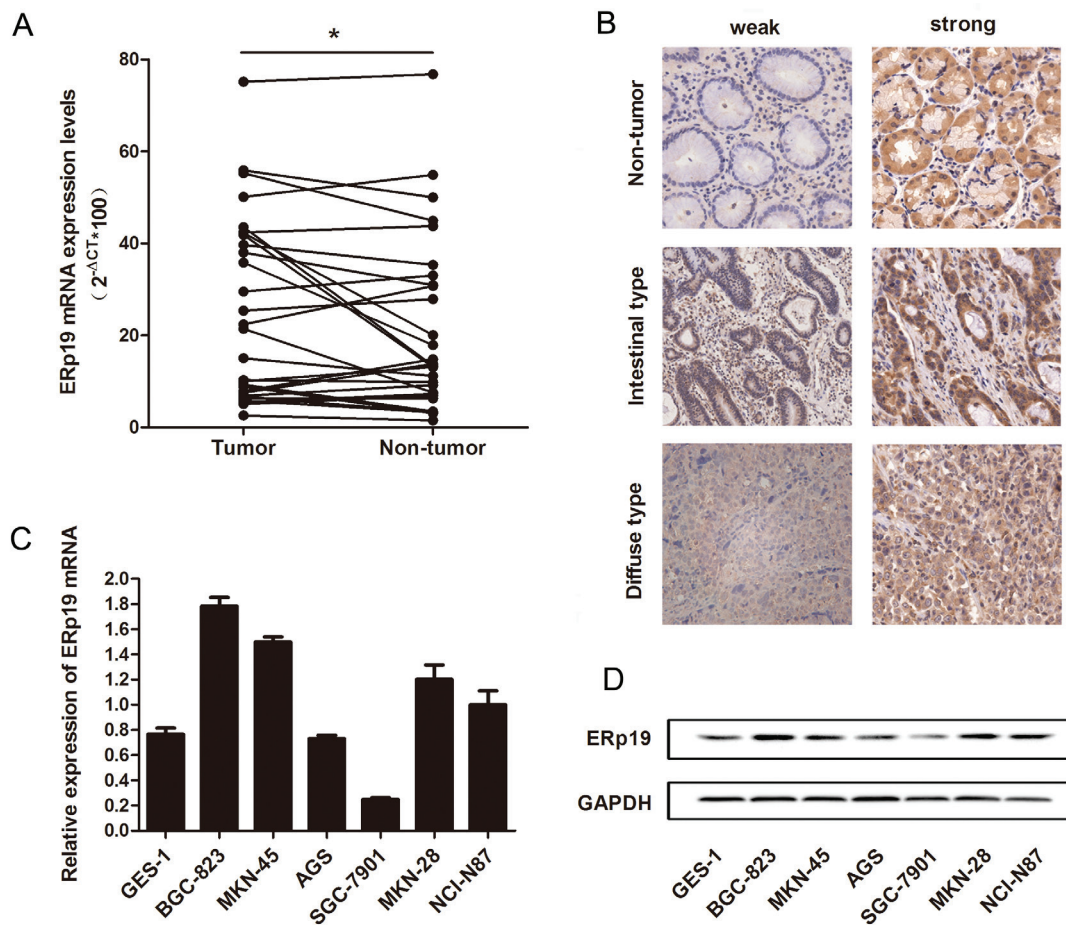 A
*
ERp19 mRNA expression levels
( 2-ΔCT*100 )
80
60
40
20
0
Tumor
Non-tumor
B
weak
strong
Non-tumor
Intestinal type
Diffuse type
C
Relative expression of ERp19 mRNA
2.0
1.8
1.6
1.4
1.2
1.0
0.8
0.6
0.4
0.2
0.0
GES-1
BGC-823
MKN-45
AGS
SGC-7901
MKN-28
NCI-N87
D
ERp19
GAPDH
GES-1
BGC-823
MKN-45
AGS
SGC-7901
MKN-28
NCI-N87